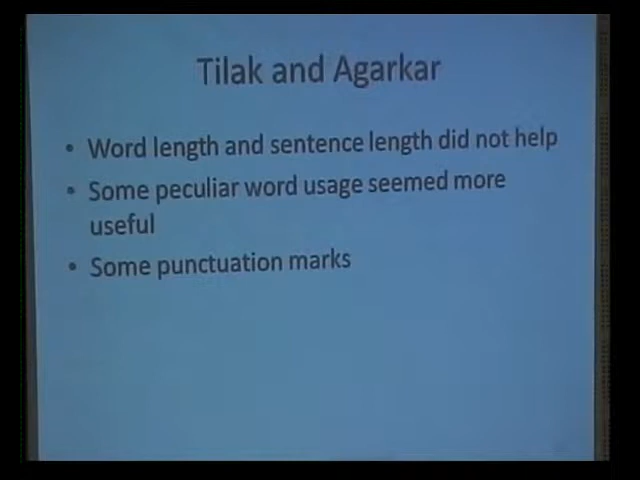 Tilak and Agarkar
• Word length and sentence length did not help
• Some peculiar word usage seemed more
useful
• Some punctuation marks